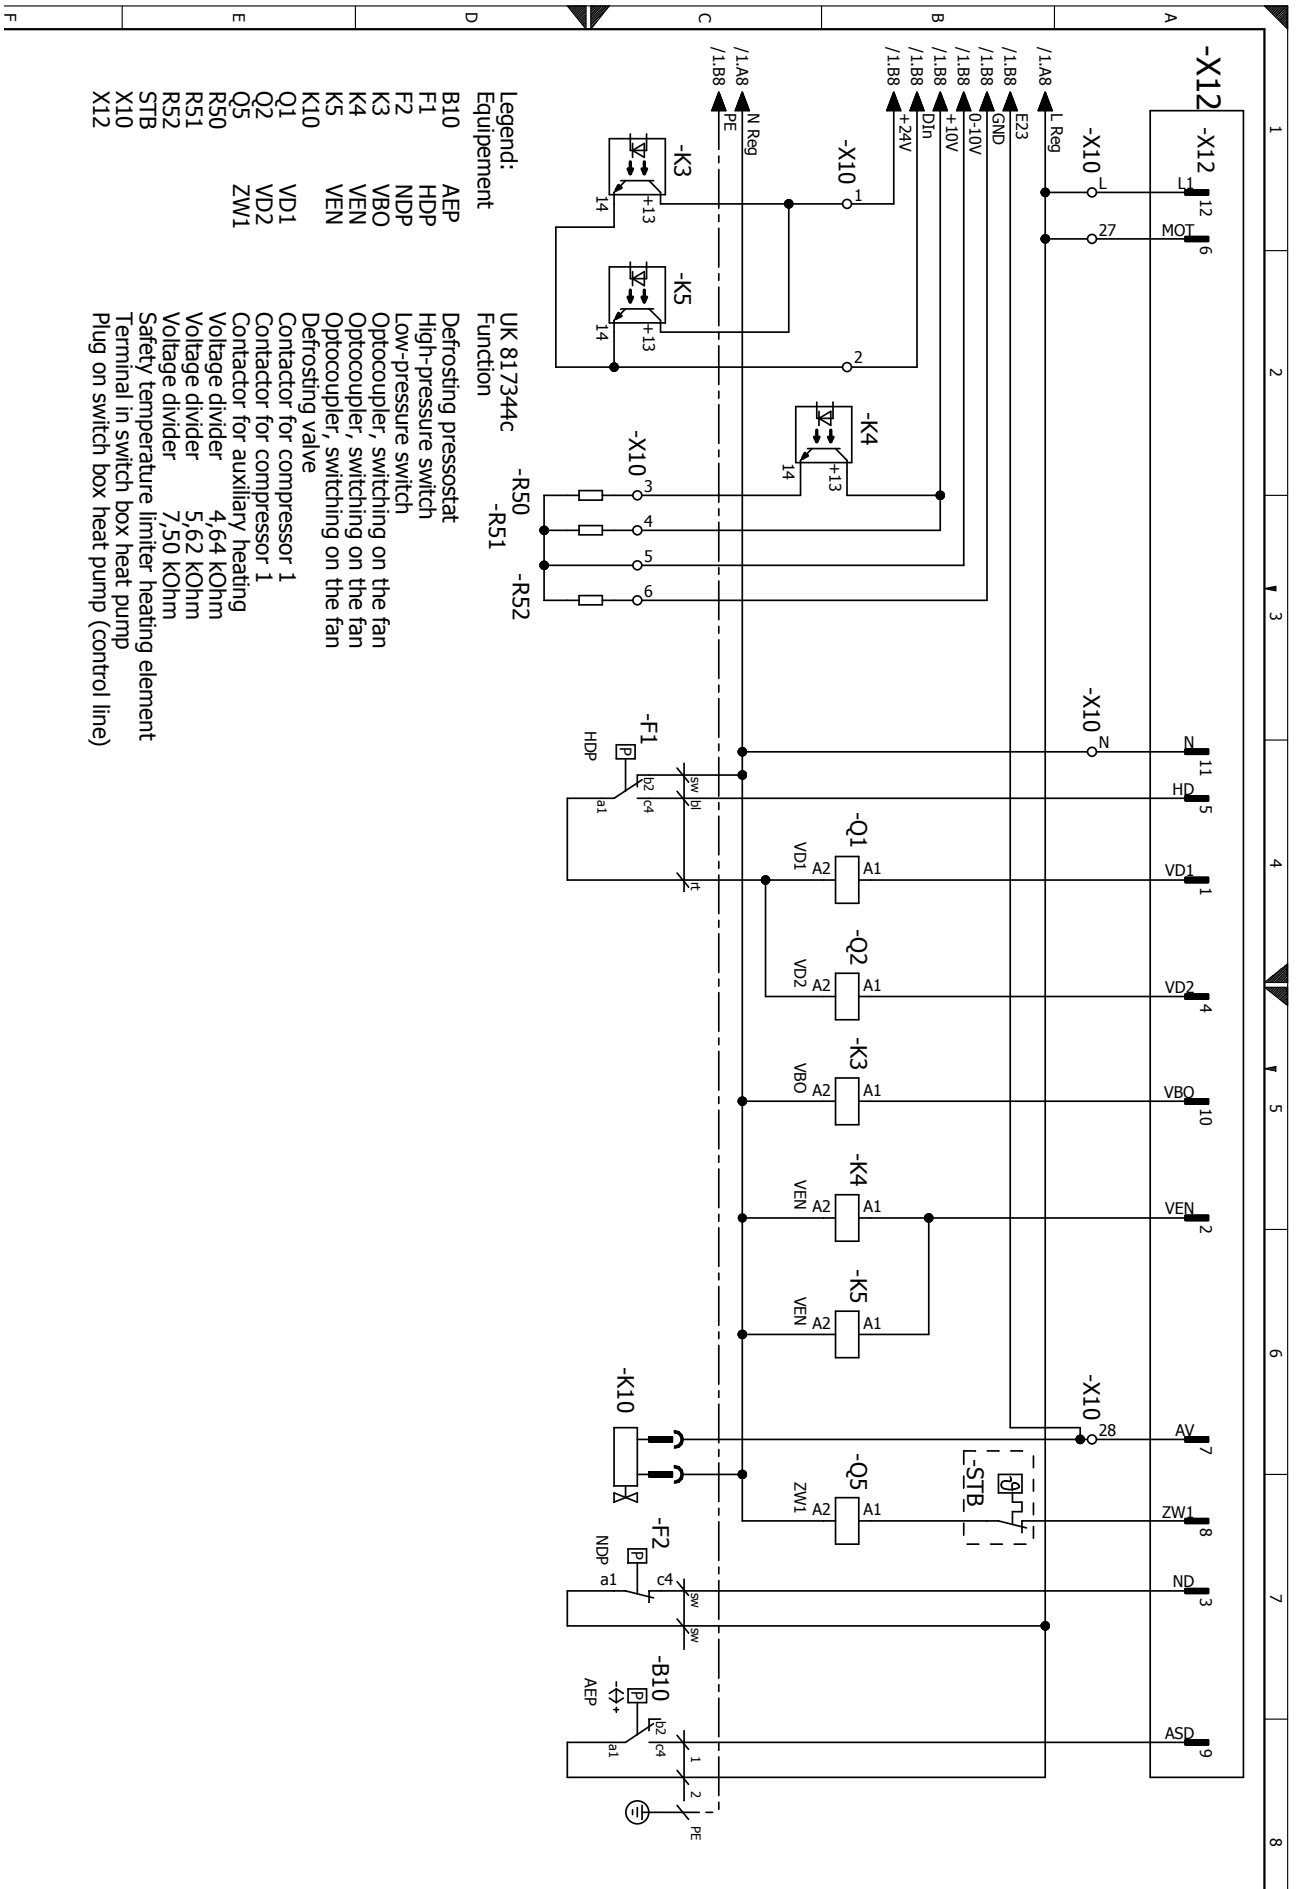 1
2
3
4
5
6
7
8
A
B
C
D
E
F
-X12
-X12
L1
12
MOT
6
N
11
HD
5
VD1
1
VD2
4
VBO
10
VEN
2
AV
7
ZW1
8
ND
3
ASD
9
-X10
L
27
-X10
N
-X10
28
/1.A8
L Reg
/1.B8
E23
/1.B8
GND
/1.B8
0-10V
/1.B8
+10V
/1.B8
DIn
/1.B8
+24V
/1.A8
N Reg
/1.B8
PE
-X10
1
2
-K3
+13
14
-K5
+13
14
-K4
+13
14
-X10
3
4
5
6
-R50
-R51
-R52
-F1
P
HDP
a1
b2
c4
sw
bl
rt
-Q1
A1
A2
VD1
-Q2
A1
A2
VD2
-K3
A1
A2
VBO
-K4
A1
A2
VEN
-K5
A1
A2
VEN
-K10
-Q5
A1
A2
ZW1
-STB
-F2
P
NDP
a1
c4
sw
sw
-B10
P
AEP
a1
b2
c4
1
2
PE
Legend: UK 817344c
Equipement Function
B10 AEP Defrosting pressostat
F1 HDP High-pressure switch
F2 NDP Low-pressure switch
K3 VBO Optocoupler, switching on the fan
K4 VEN Optocoupler, switching on the fan
K5 VEN Optocoupler, switching on the fan
K10 Defrosting valve
Q1 VD1 Contactor for compressor 1
Q2 VD2 Contactor for compressor 1
Q5 ZW1 Contactor for auxiliary heating
R50 Voltage divider 4,64 kOhm
R51 Voltage divider 5,62 kOhm
R52 Voltage divider 7,50 kOhm
STB Safety temperature limiter heating element
X10 Terminal in switch box heat pump
X12 Plug on switch box heat pump (control line)